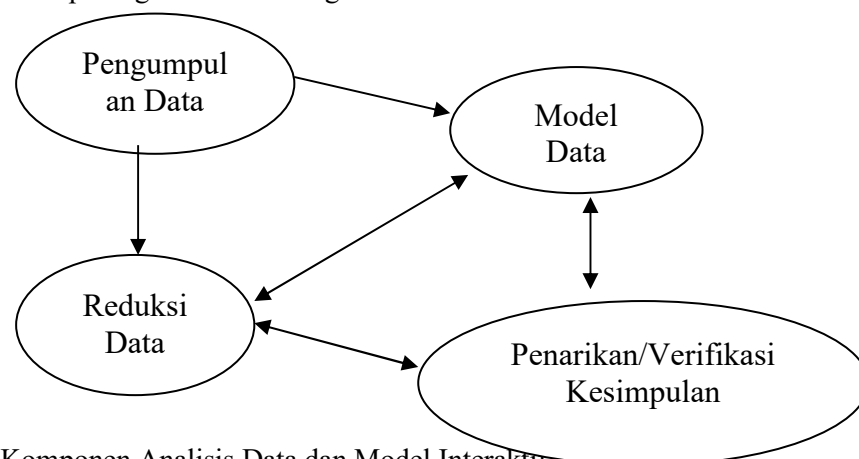 Pengumpul
an Data
Model
Data
Reduksi
Data
Penarikan/Verifikasi
Kesimpulan
Komponen Analisis Data dan Model